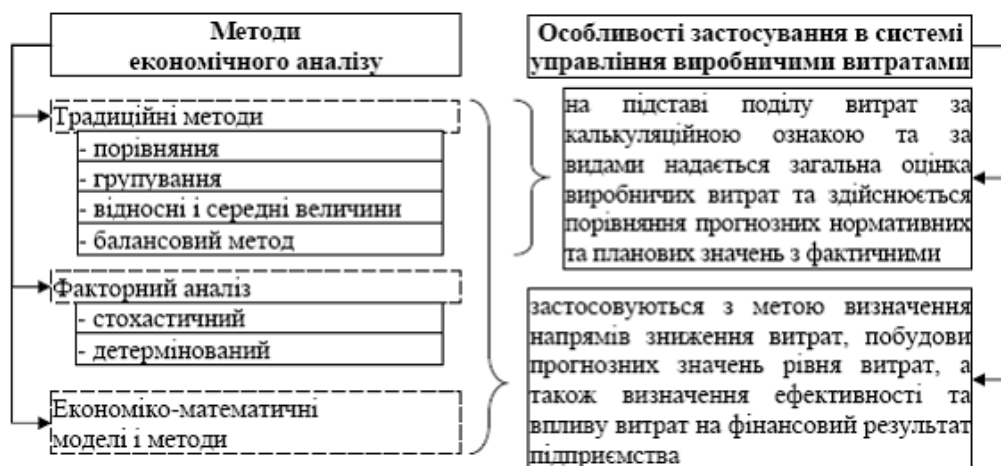 Методи
економічного аналізу
Традиційні методи
- порівняння
- групування
- відносні і середні величини
- балансовий метод
Факторний аналіз
- стохастичний
- детермінований
Економіко-математичні
моделі і методи
Особливості застосування в системі
управління виробничими витратами
на підставі поділу витрат за
калькуляційною ознакою та за
видами надається загальна оцінка
виробничих витрат та здійснюється
порівняння прогнозних нормативних
та планових значень з фактичними
застосовуються з метою визначення
напрямів зниження витрат, побудови
прогнозних значень рівня витрат, а
також визначення ефективності та
впливу витрат на фінансовий результат
підприємства